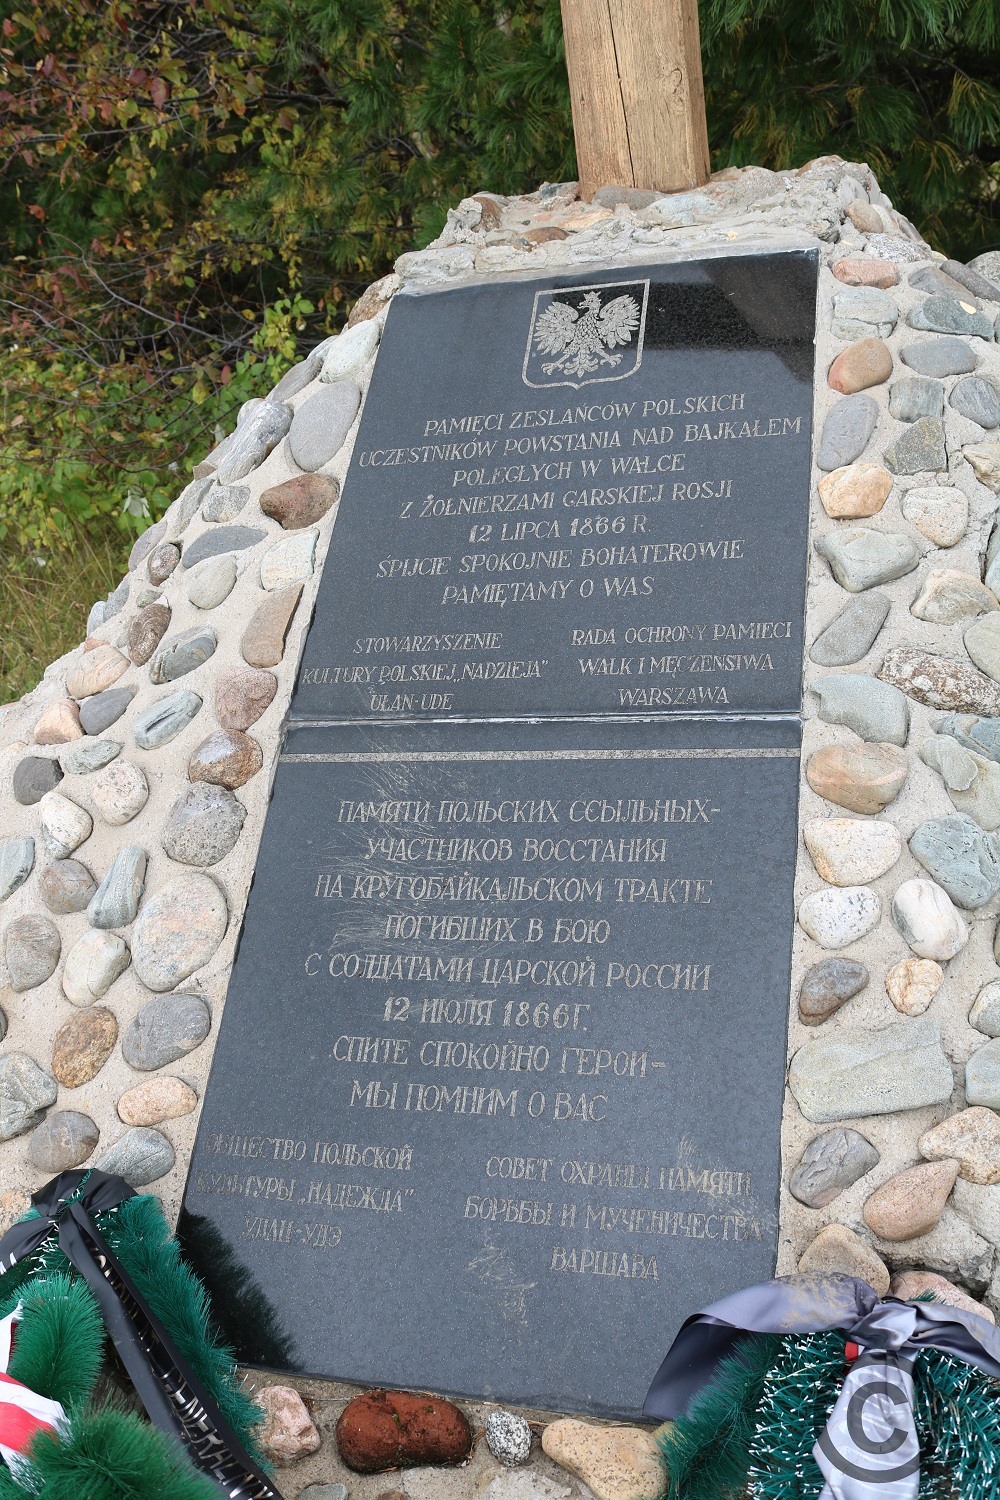 PAMIĘCI ZESŁAŃCÓW POLSKICH
UCZESTNIKÓW POWSTANIA NAD BAJKAŁEM
POLEGŁYCH W WALCE
Z ŻOŁNIERZAMI CARSKIEJ ROSJI
12 LIPCA 1866 R.
ŚPIJCIE SPOKOJNIE BOHATEROWIE
PAMIĘTAMY O WAS
STOWARZYSZENIE
KULTURY POLSKIEJ „NADZIEJA"
UŁAN-UDE
RADA OCHRONY PAMIECI
WALK I MĘCZEŃSTWA
WARSZAWA
ПАМЯТИ ПОЛЬСКИХ ССЫЛЬНЫХ-
УЧАСТНИКОВ ВОССТАНИЯ
НА КРУГОБАЙКАЛЬСКОМ ТРАКТЕ
ПОГИБШИХ В БОЮ
С СОЛДАТАМИ ЦАРСКОЙ РОССИИ
12 ИЮЛЯ 1866Г.
СПИТЕ СПОКОЙНО ГЕРОИ-
МЫ ПОМНИМ О ВАС
ОБЩЕСТВО ПОЛЬСКОЙ
КУЛЬТУРЫ „НАДЕЖДА"
УЛАН-УДЭ
СОВЕТ ОХРАНЫ ПАМЯТИ
БОРЬБЫ И МУЧЕНИЧЕСТВА
ВАРШАВА
©